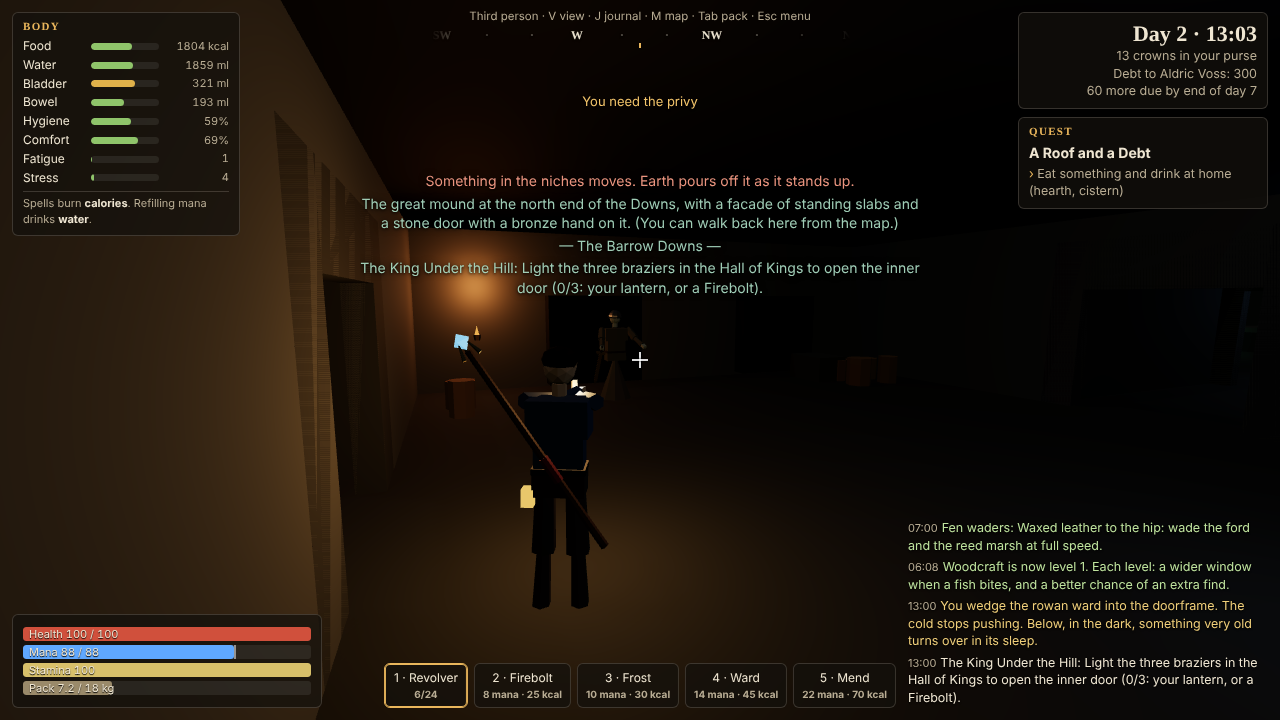 BODY
Food 1804 kcal
Water 1859 ml
Bladder 321 ml
Bowel 193 ml
Hygiene 59%
Comfort 69%
Fatigue 1
Stress 4
Spells burn calories. Refilling mana
drinks water.
Third person · V view · J journal · M map · Tab pack · Esc menu
SW · · W · · NW · ·
You need the privy
Something in the niches moves. Earth pours off it as it stands up.
The great mound at the north end of the Downs, with a facade of standing slabs and
a stone door with a bronze hand on it. (You can walk back here from the map.)
— The Barrow Downs —
The King Under the Hill: Light the three braziers in the Hall of Kings to open the inner
door (0/3: your lantern, or a Firebolt).
Day 2 · 13:03
13 crowns in your purse
Debt to Aldric Voss: 300
60 more due by end of day 7
QUEST
A Roof and a Debt
› Eat something and drink at home
(hearth, cistern)
07:00 Fen waders: Waxed leather to the hip: wade the ford
and the reed marsh at full speed.
06:08 Woodcraft is now level 1. Each level: a wider window
when a fish bites, and a better chance of an extra find.
13:00 You wedge the rowan ward into the doorframe. The
cold stops pushing. Below, in the dark, something very old
turns over in its sleep.
13:00 The King Under the Hill: Light the three braziers in the
Hall of Kings to open the inner door (0/3: your lantern, or a
Firebolt).
Health 100 / 100
Mana 88 / 88
Stamina 100
Pack 7.2 / 18 kg
1 · Revolver
6/24
2 · Firebolt
8 mana · 25 kcal
3 · Frost
10 mana · 30 kcal
4 · Ward
14 mana · 45 kcal
5 · Mend
22 mana · 70 kcal